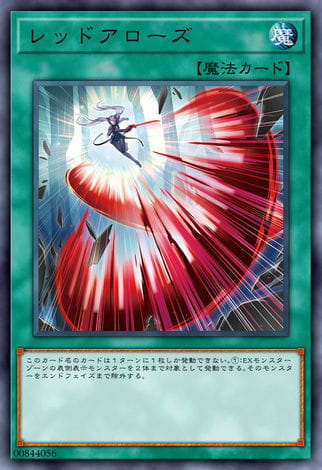 レッドアローズ
魔
【魔法カード】
このカード名のカードは1ターンに1枚しか発動できない。①:EXモンスター
ゾーンの表側表示モンスターを2体まで対象として発動できる。そのモンスタ
ーをエンドフェイズまで除外する。
00844056